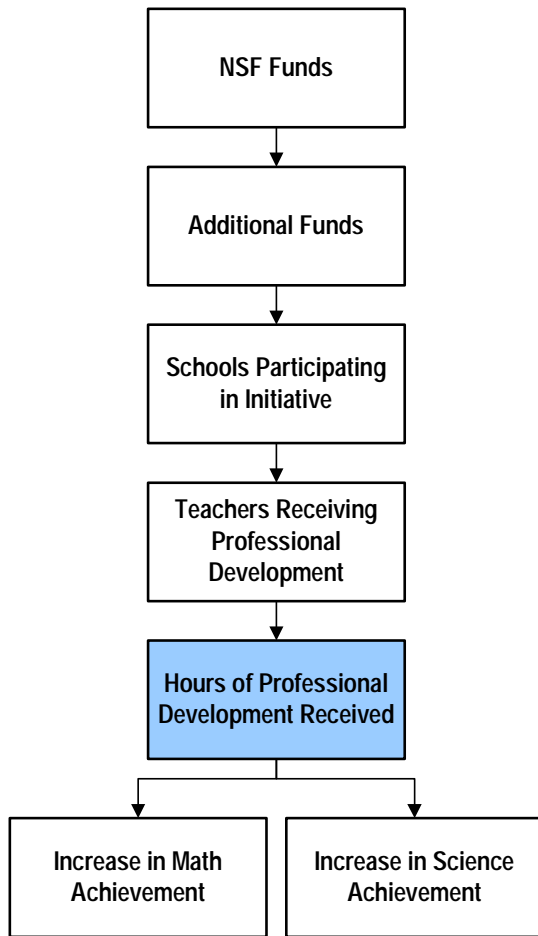 NSF Funds
Additional Funds
Schools Participating
in Initiative
Teachers Receiving
Professional
Development
Hours of Professional
Development Received
Increase in Math
Achievement
Increase in Science
Achievement